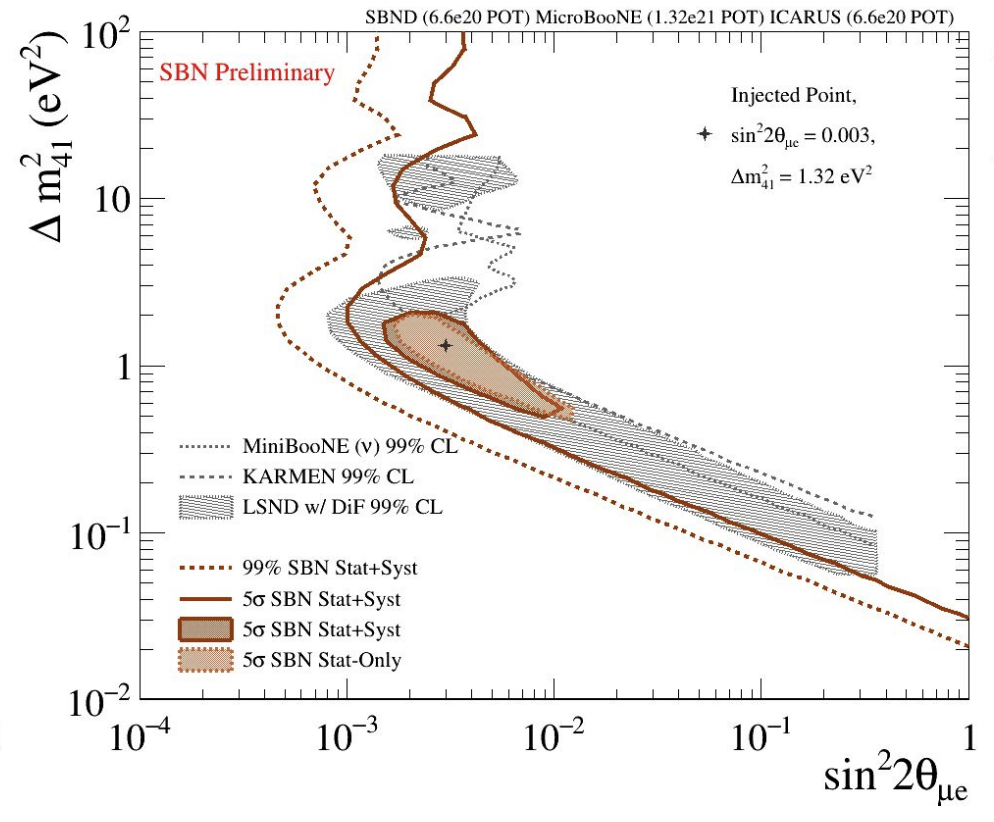 SBND (6.6e20 POT) MicroBooNE (1.32e21 POT) ICARUS (6.6e20 POT)
SBN Preliminary
Injected Point,
sin²2θμe = 0.003,
Δm²41 = 1.32 eV²
Δ m²41 (eV²)
10²
10
1
10⁻¹
10⁻²
MiniBooNE (ν) 99% CL
KARMEN 99% CL
LSND w/ DiF 99% CL
99% SBN Stat+Syst
5σ SBN Stat+Syst
5σ SBN Stat+Syst
5σ SBN Stat-Only
10⁻⁴ 10⁻³ 10⁻² 10⁻¹ 1
sin²2θμe